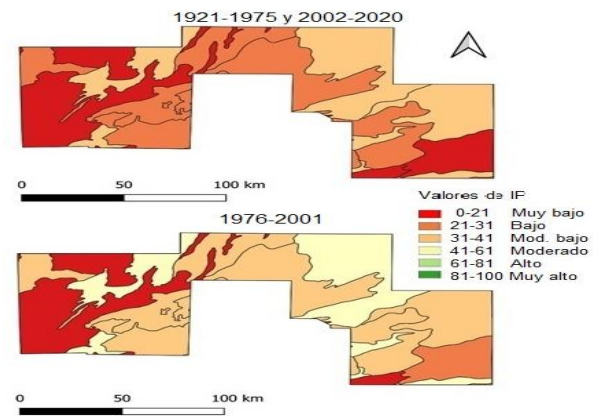 1921-1975 y 2002-2020
0 50 100 km
Valores de IP
0-21 Muy bajo
21-31 Bajo
31-41 Mod. bajo
41-61 Moderado
61-81 Alto
81-100 Muy alto
1976-2001
0 50 100 km